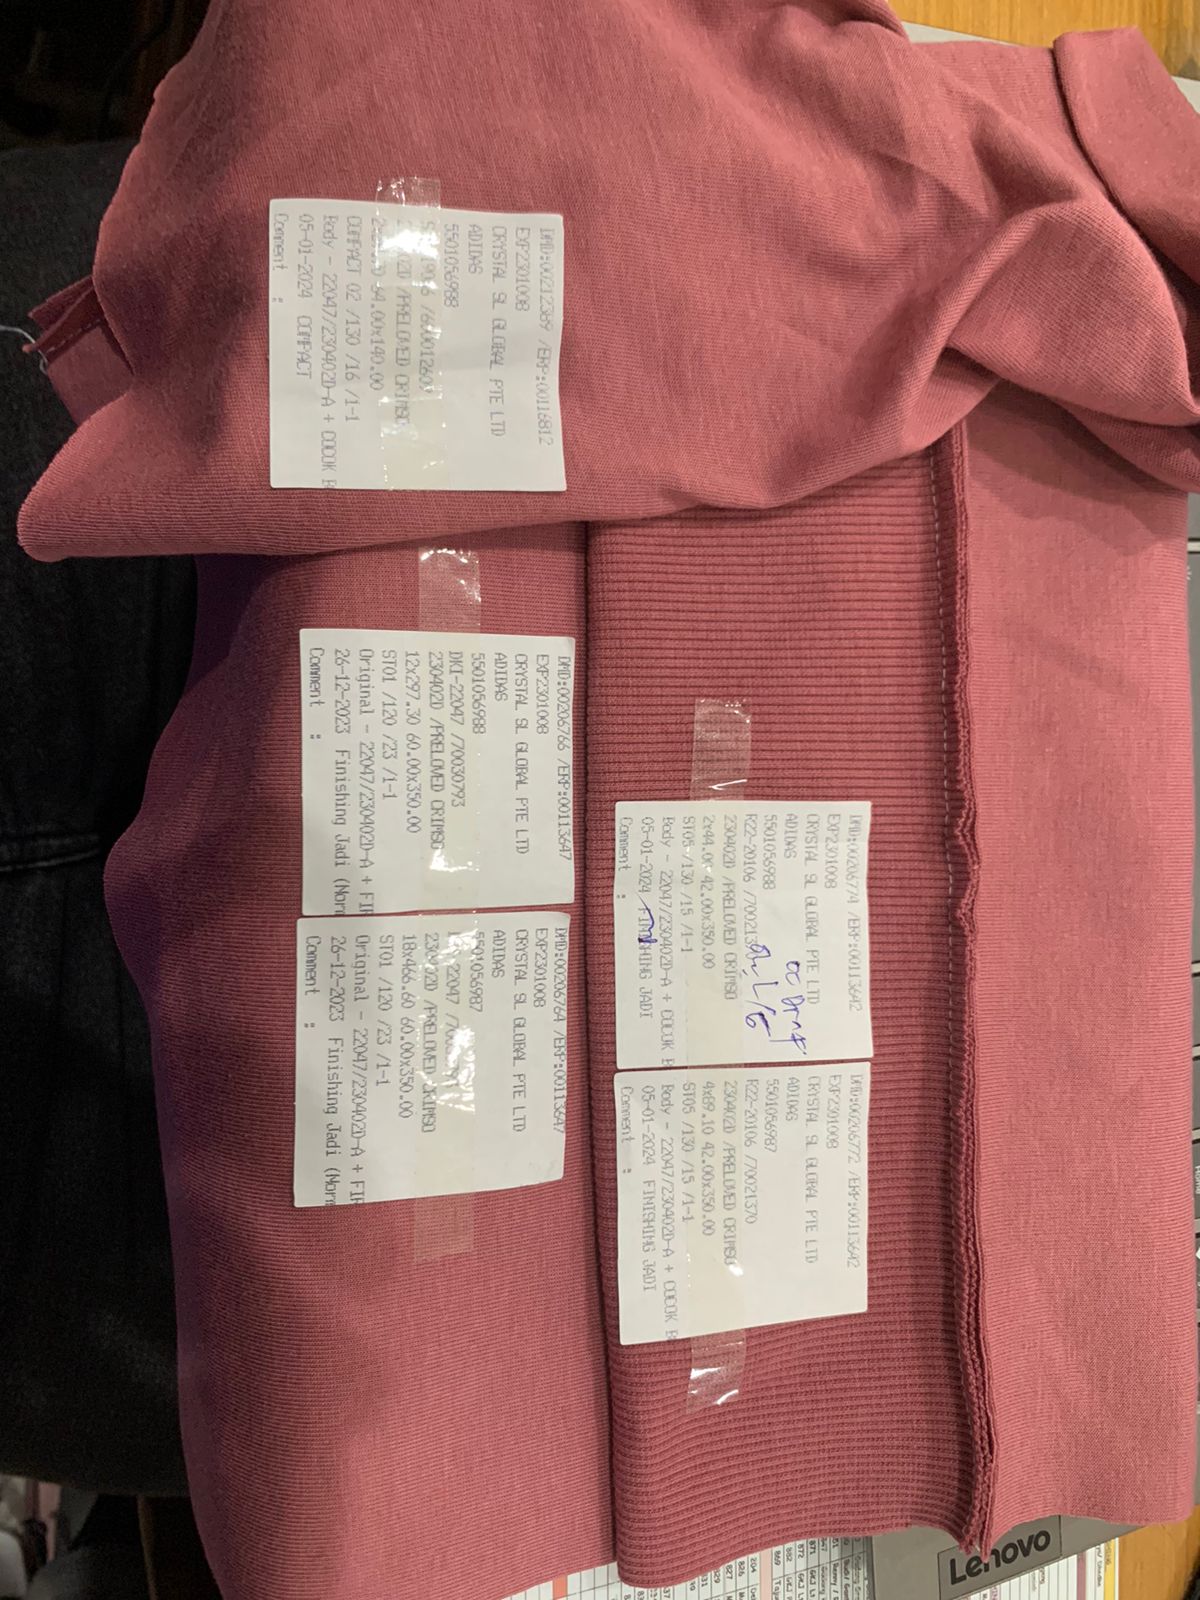 Home
Lenovo
DMD:00206774 /ERP:00113642
EXP2301008
CRYSTAL SL GLOBAL PTE LTD
ADIDAS
5501056988
R22-20106 /700213
230402D /PRELOVED CRIMSO
2x44.00 42.00x350.00
ST05 /130 /15 /1-1
Body - 22047/230402D-A + COCOK B
05-01-2024 FINISHING JADI
Comment :
DMD:00206772 /ERP:00113642
EXP2301008
CRYSTAL SL GLOBAL PTE LTD
ADIDAS
5501056987
R22-20106 /70021370
230402D /PRELOVED CRIMSO
4x89.10 42.00x350.00
ST05 /130 /15 /1-1
Body - 22047/230402D-A + COCOK B
05-01-2024 FINISHING JADI
Comment :
DMD:00212389 /ERP:00116812
EXP2301008
CRYSTAL SL GLOBAL PTE LTD
ADIDAS
5501056988
/PRELOVED CRIMSO
64.00x140.00
COMPACT 02 /130 /16 /1-1
Body - 22047/230402D-A + COCOK B
05-01-2024 COMPACT
Comment :
DMD:00206766 /ERP:00113647
EXP2301008
CRYSTAL SL GLOBAL PTE LTD
ADIDAS
5501056988
DKI-22047 /70030793
230402D /PRELOVED CRIMSO
12x297.30 60.00x350.00
ST01 /120 /23 /1-1
Original - 22047/230402D-A + FIR
26-12-2023 Finishing Jadi (Norm
Comment :
DMD:00206764 /ERP:00113647
EXP2301008
CRYSTAL SL GLOBAL PTE LTD
ADIDAS
5501056987
-22047 /70030793
230402D /PRELOVED CRIMSO
18x466.60 60.00x350.00
ST01 /120 /23 /1-1
Original - 22047/230402D-A + FIR
26-12-2023 Finishing Jadi (Norm
Comment :